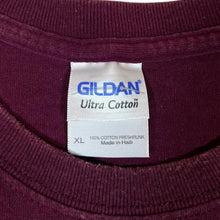 GILDAN
Ultra Cotton
XL
100% COTTON PRESHRUNK
Made in Haiti